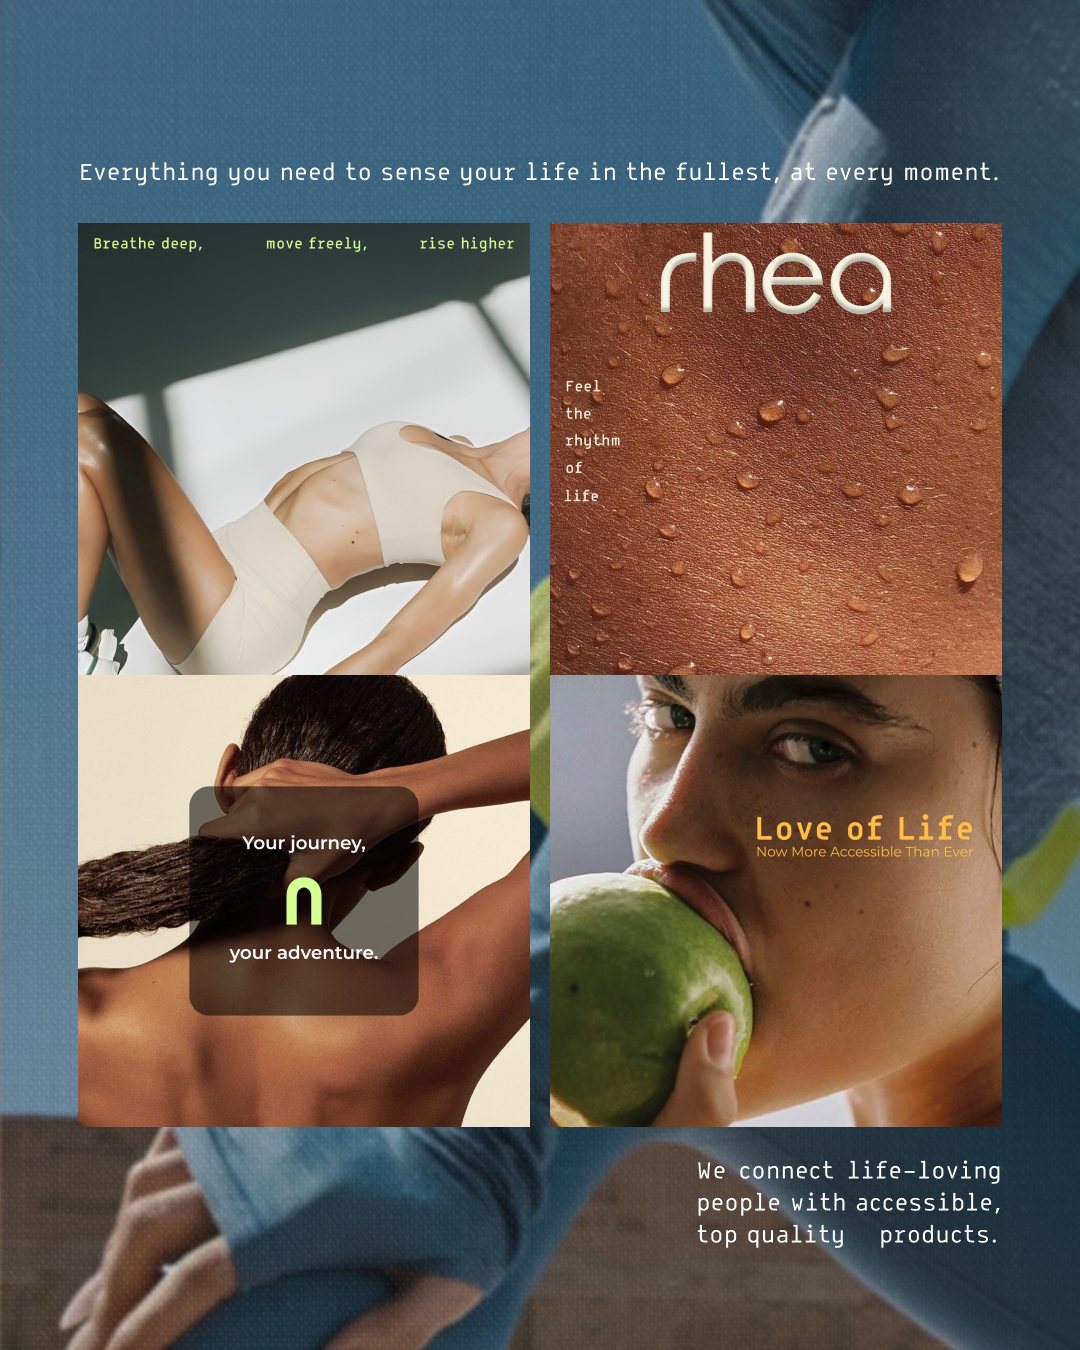 Everything you need to sense your life in the fullest, at every moment.
Breathe deep, move freely, rise higher
rhea
Feel
the
rhythm
of
life
Your journey,
n
your adventure.
Love of Life
Now More Accessible Than Ever
We connect life-loving
people with accessible,
top quality products.